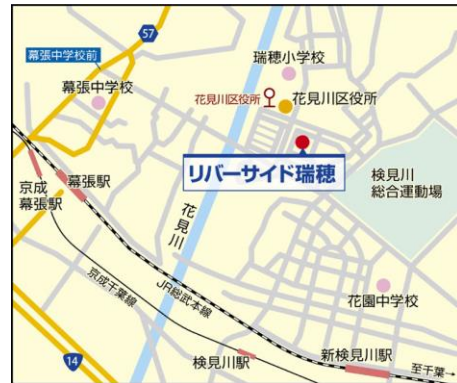 57
幕張中学校前
瑞穂小学校
幕張中学校
花見川区役所
花見川区役所
リバーサイド瑞穂
検見川
総合運動場
京成
幕張駅
幕張駅
花見川
京成千葉線
JR総武本線
花園中学校
14
検見川駅
新検見川駅
至千葉→